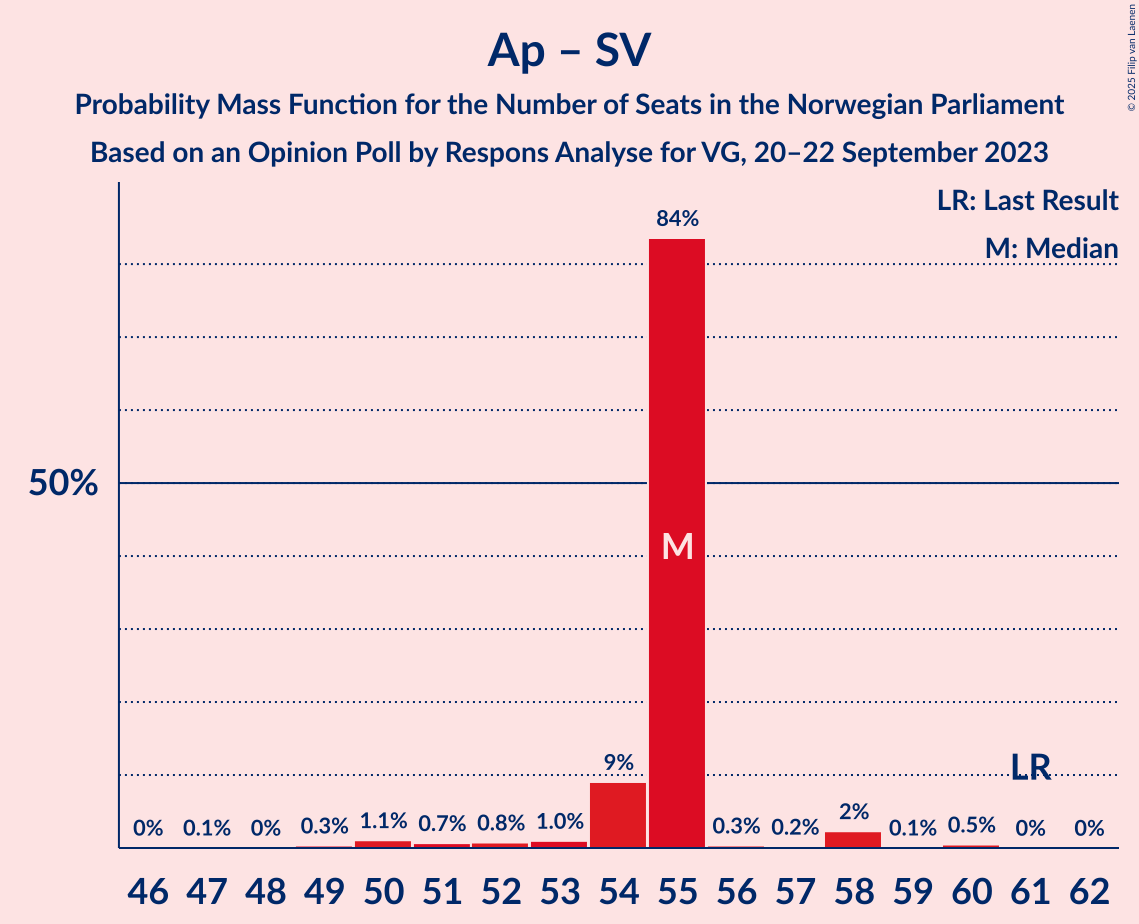 Ap – SV
Probability Mass Function for the Number of Seats in the Norwegian Parliament
Based on an Opinion Poll by Respons Analyse for VG, 20–22 September 2023
© 2025 Filip van Laenen
LR: Last Result
M: Median
84%
50%
M
9%
LR
0% 0.1% 0% 0.3% 1.1% 0.7% 0.8% 1.0% 0.3% 0.2% 2% 0.1% 0.5% 0% 0%
46 47 48 49 50 51 52 53 54 55 56 57 58 59 60 61 62